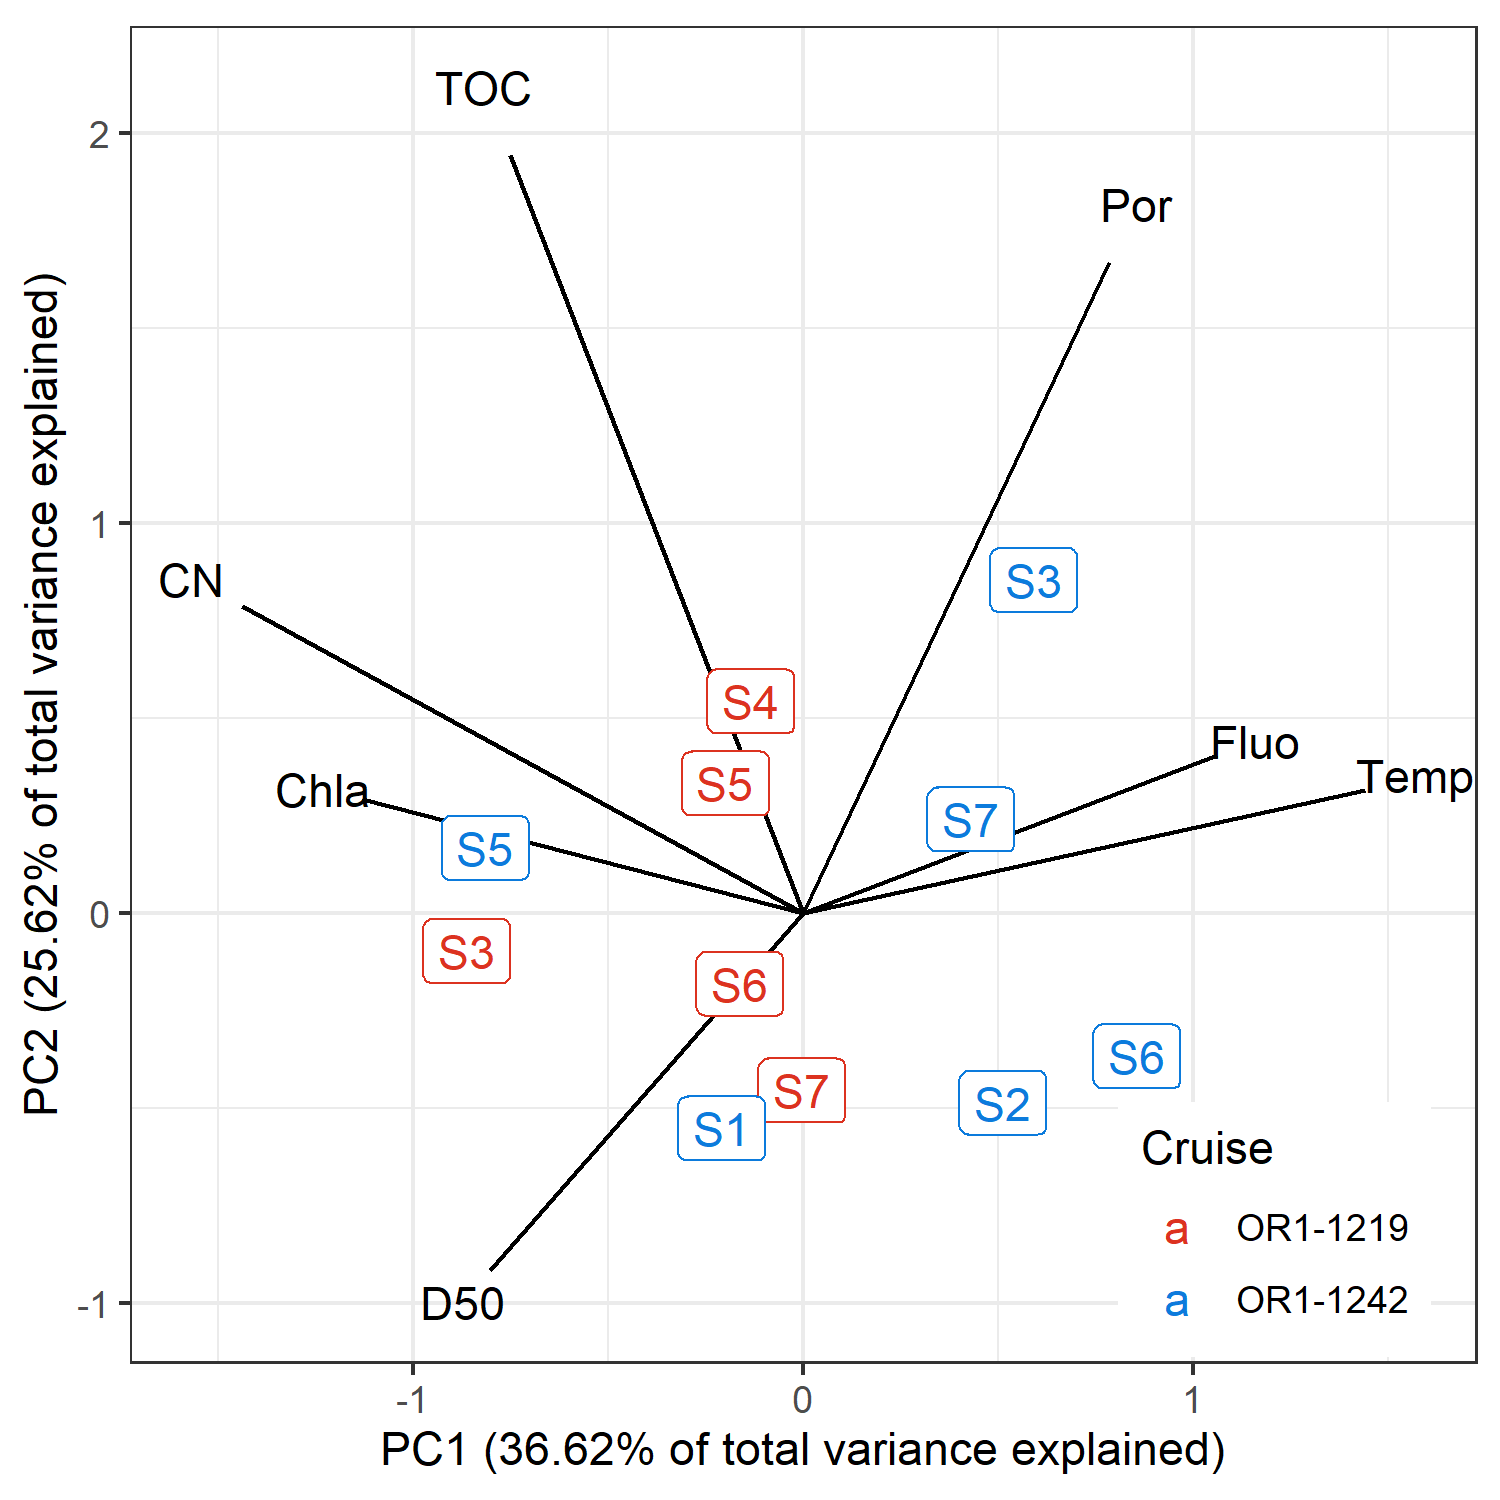 TOC
2
Por
1
CN
S3
S4
Fluo
Temp
Chla
S5
S7
S5
0
S3
S6
S6
S7
S2
S1
Cruise
a OR1-1219
a OR1-1242
D50
-1
-1 0 1
PC1 (36.62% of total variance explained)
PC2 (25.62% of total variance explained)